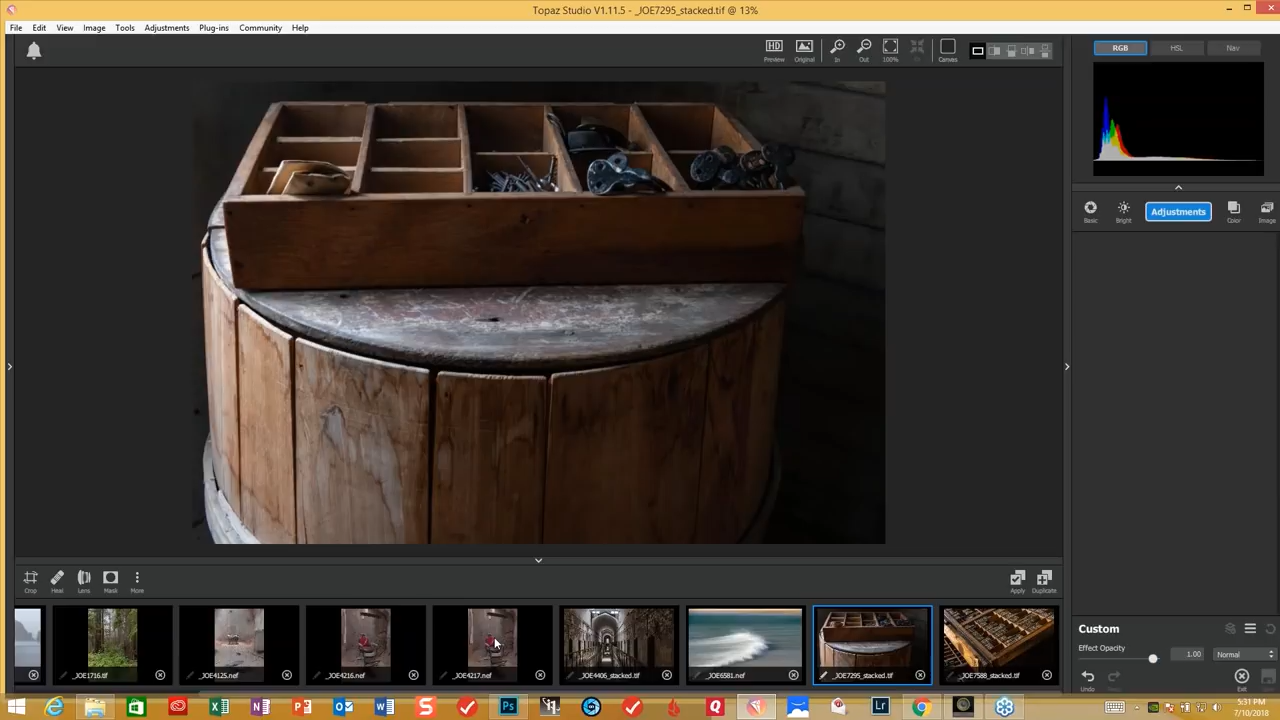 Topaz Studio V1.11.5 - _JOE7295_stacked.tif @ 13%
File Edit View Image Tools Adjustments Plug-ins Community Help
HD Preview Original In Out 100% Fit Canvas
RGB HSL Nav
Basic Bright Adjustments Color Image
Crop Heal Lens Mask More Apply Duplicate
_JOE1716.tif _JOE4125.nef _JOE4216.nef _JOE4217.nef _JOE4406_stacked.tif _JOE6581.nef _JOE7295_stacked.tif _JOE7588_stacked.tif
Custom
Effect Opacity 1.00 Normal
Undo Redo Exit
5:31 PM
7/10/2018